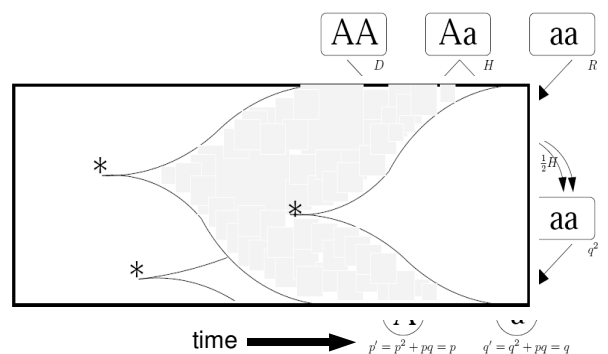 AA Aa aa
D H R
* 
½H
*
aa
q²
*
time
A a
p′ = p² + pq = p q′ = q² + pq = q